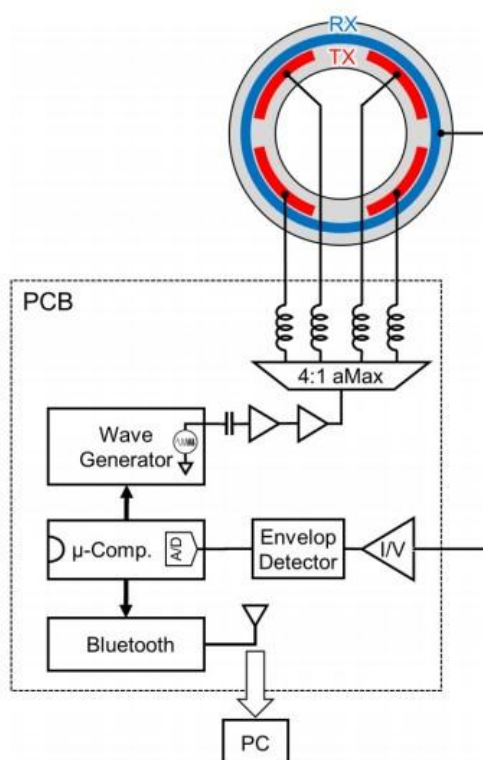 RX
TX
PCB
4:1 aMax
Wave
Generator
μ-Comp.
A/D
Envelop
Detector
I/V
Bluetooth
PC